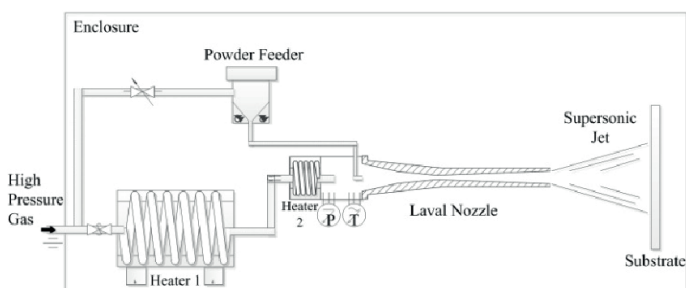 Enclosure
Powder Feeder
Supersonic
Jet
High
Pressure
Gas
Heater
2
P
T
Laval Nozzle
Heater 1
Substrate